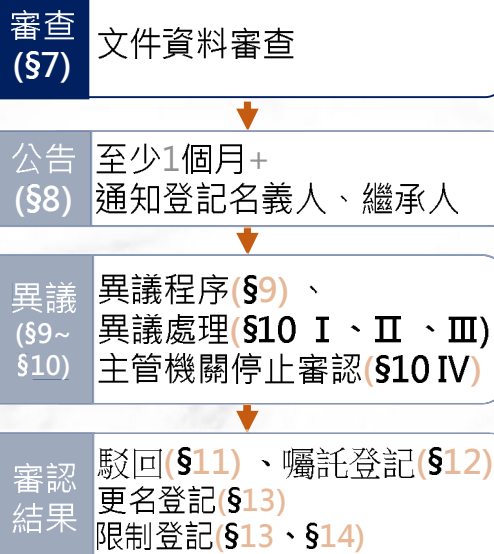 審查
(§7)
文件資料審查
公告
(§8)
至少1個月+
通知登記名義人、繼承人
異議
(§9~
§10)
異議程序(§9)、
異議處理(§10 Ⅰ、Ⅱ、Ⅲ)
主管機關停止審認(§10 IV)
審認
結果
駁回(§11)、囑託登記(§12)
更名登記(§13)
限制登記(§13、§14)